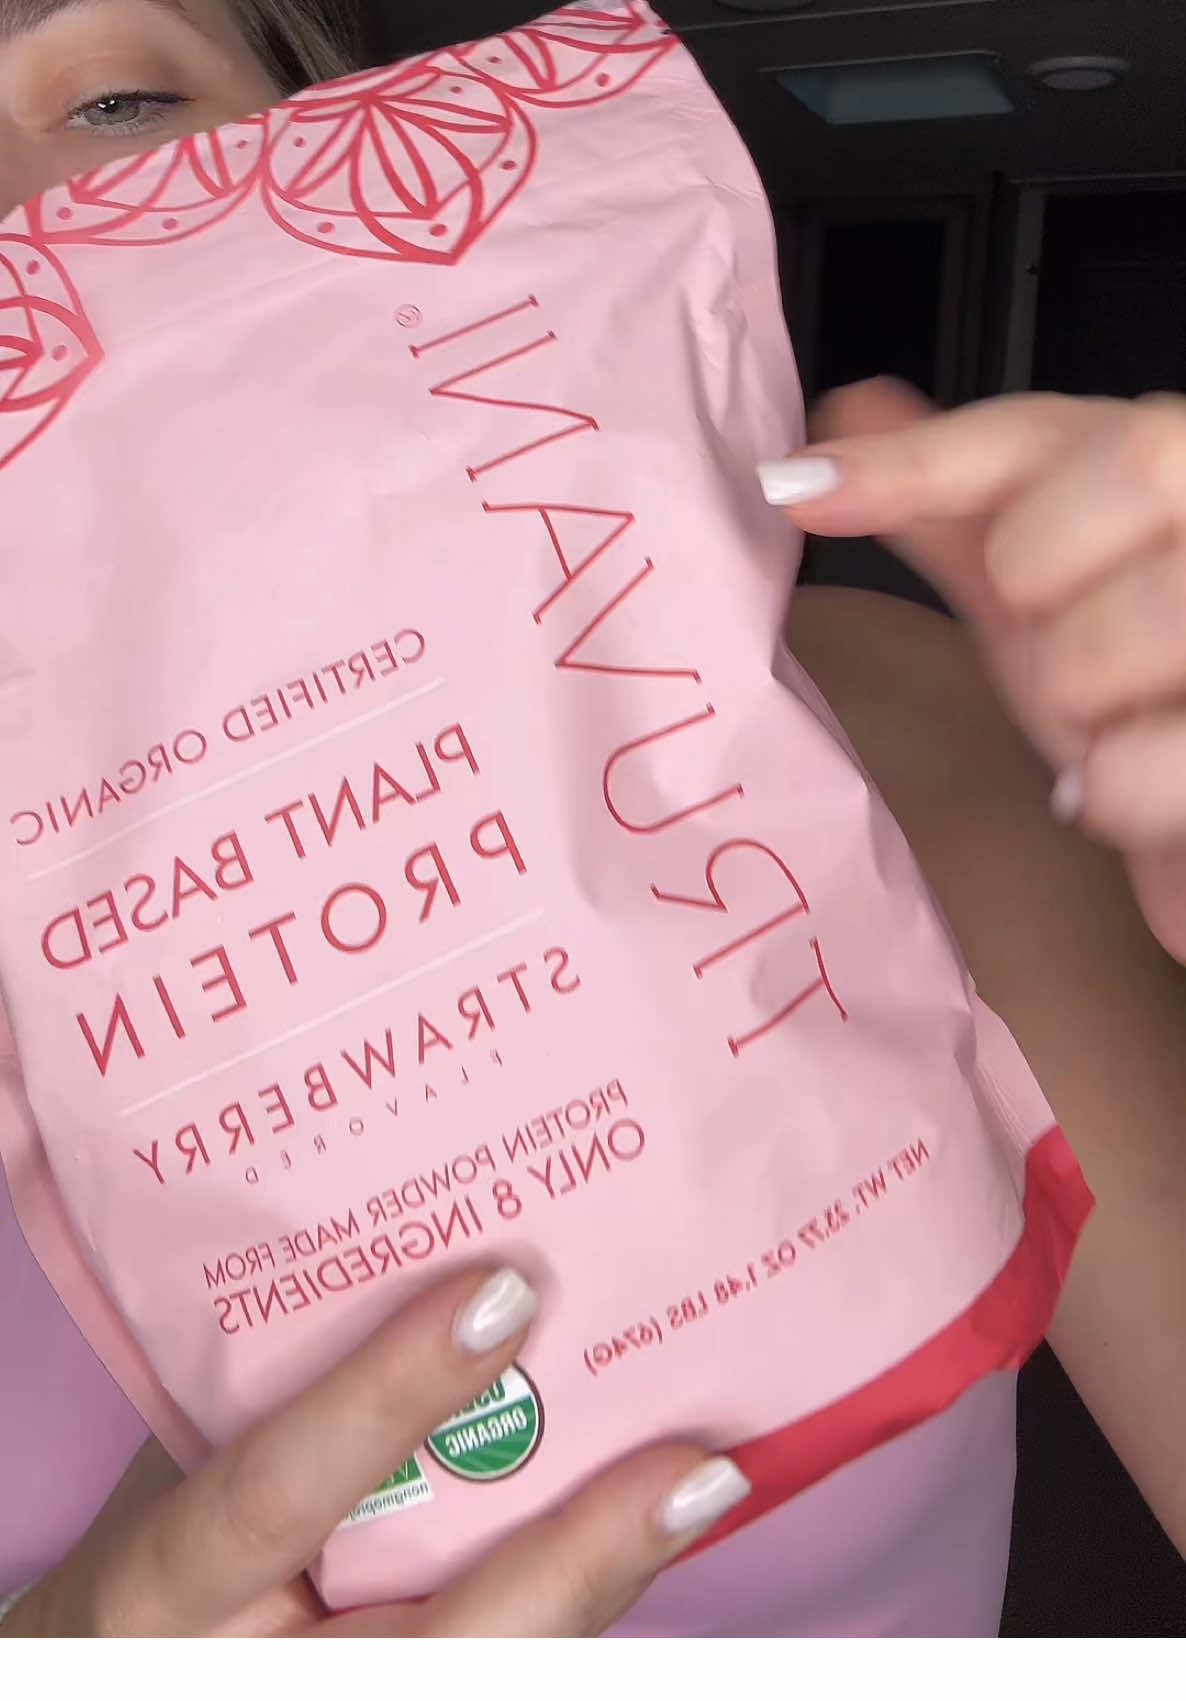 TRUVANI®
CERTIFIED ORGANIC
PLANT BASED
PROTEIN
STRAWBERRY
FLAVORED
PROTEIN POWDER MADE FROM
ONLY 8 INGREDIENTS
NET WT. 23.77 OZ 1.48 LBS (674G)
ORGANIC